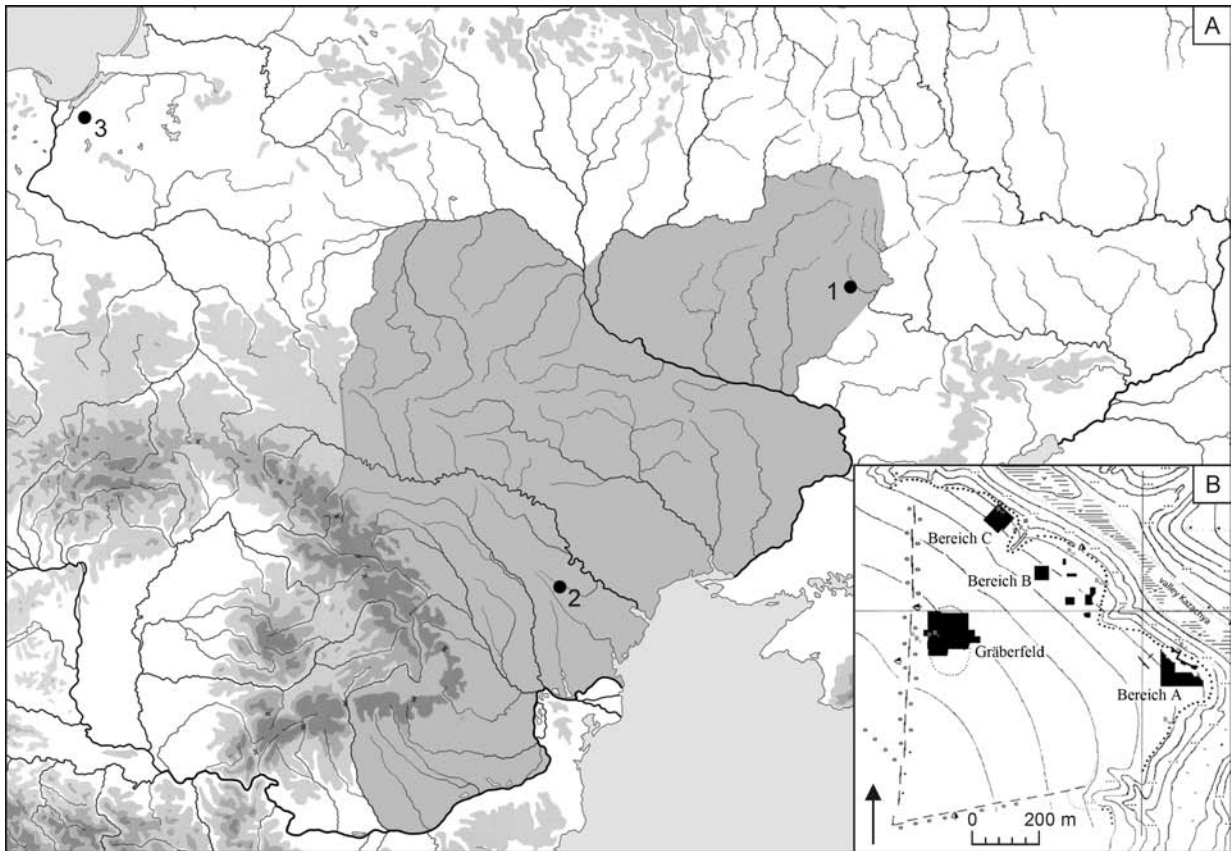 A
3
1
2
B
Bereich C
Bereich B
valley Kazachya
Gräberfeld
Bereich A
0 200 m